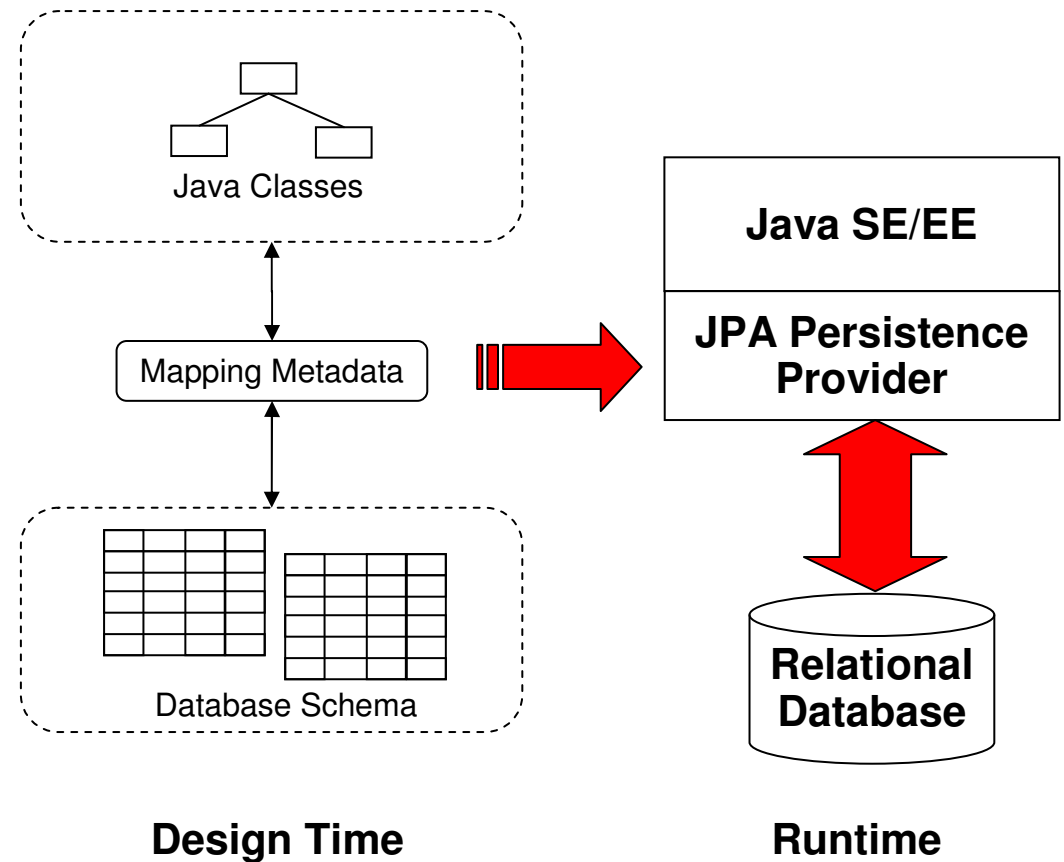 Java Classes
Mapping Metadata
Database Schema
Design Time
Java SE/EE
JPA Persistence
Provider
Relational
Database
Runtime